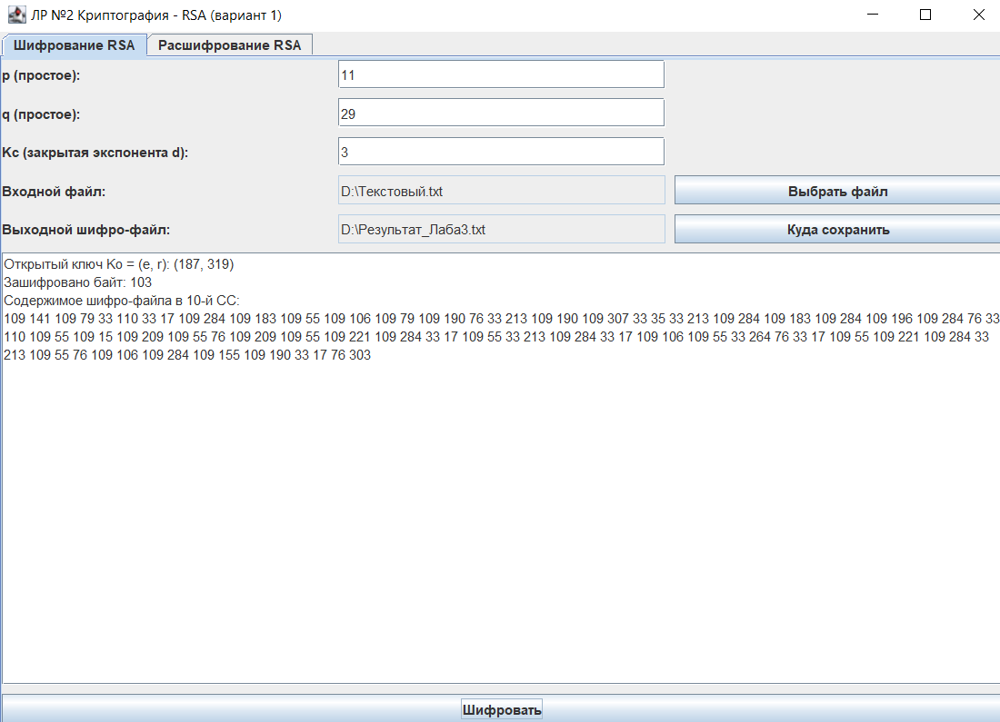 ЛР №2 Криптография - RSA (вариант 1)
Шифрование RSA Расшифрование RSA
p (простое): 11
q (простое): 29
Kc (закрытая экспонента d): 3
Входной файл: D:\Текстовый.txt Выбрать файл
Выходной шифро-файл: D:\Результат_Лаба3.txt Куда сохранить
Открытый ключ Ko = (e, r): (187, 319)
Зашифровано байт: 103
Содержимое шифро-файла в 10-й СС:
109 141 109 79 33 110 33 17 109 284 109 183 109 55 109 106 109 79 109 190 76 33 213 109 190 109 307 33 35 33 213 109 284 109 183 109 284 109 196 109 284 76 33
110 109 55 109 15 109 209 109 55 76 109 209 109 55 109 221 109 284 33 17 109 55 33 213 109 284 33 17 109 106 109 55 33 264 76 33 17 109 55 109 221 109 284 33
213 109 55 76 109 106 109 284 109 155 109 190 33 17 76 303
Шифровать